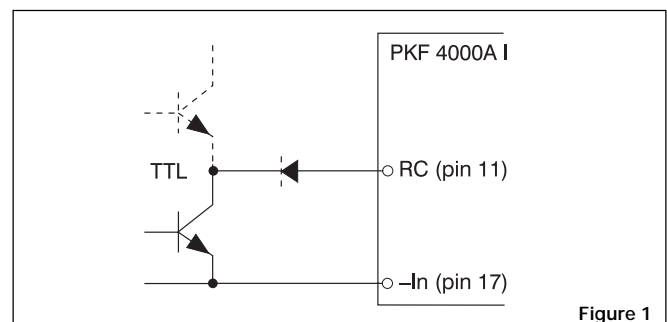 PKF 4000A I
TTL
RC (pin 11)
–In (pin 17)
Figure 1